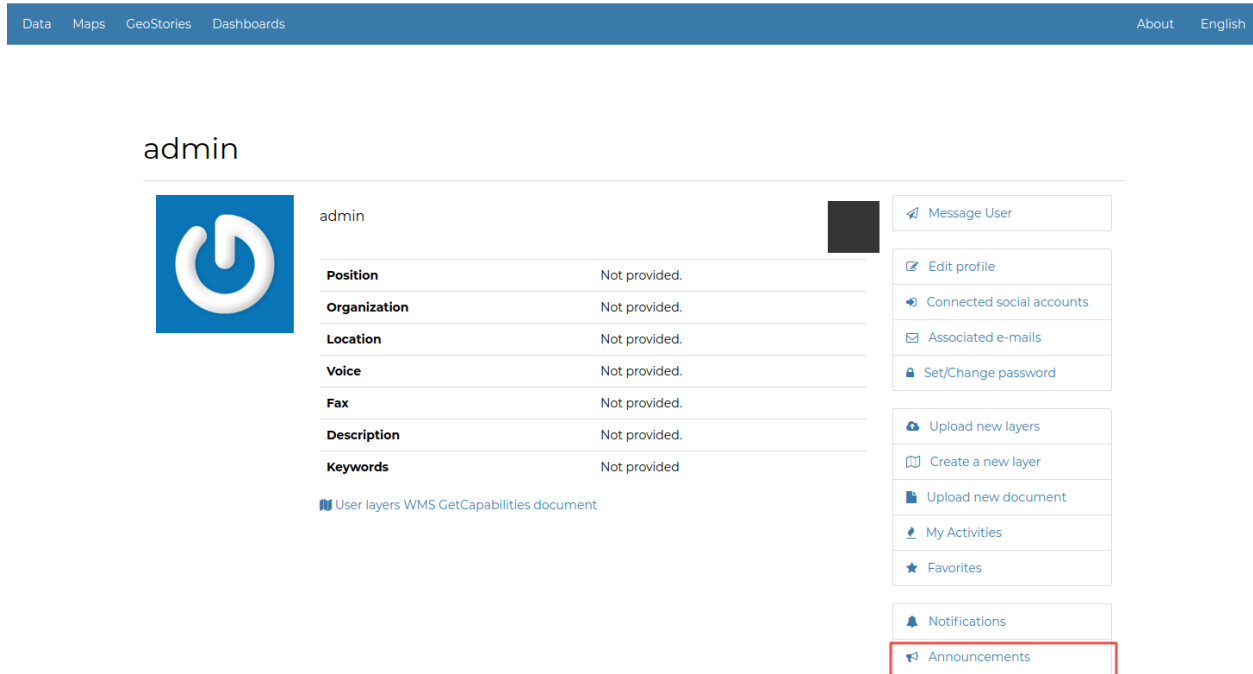 Data Maps GeoStories Dashboards About English
admin
admin
Position Not provided.
Organization Not provided.
Location Not provided.
Voice Not provided.
Fax Not provided.
Description Not provided.
Keywords Not provided
User layers WMS GetCapabilities document
Message User
Edit profile
Connected social accounts
Associated e-mails
Set/Change password
Upload new layers
Create a new layer
Upload new document
My Activities
Favorites
Notifications
Announcements